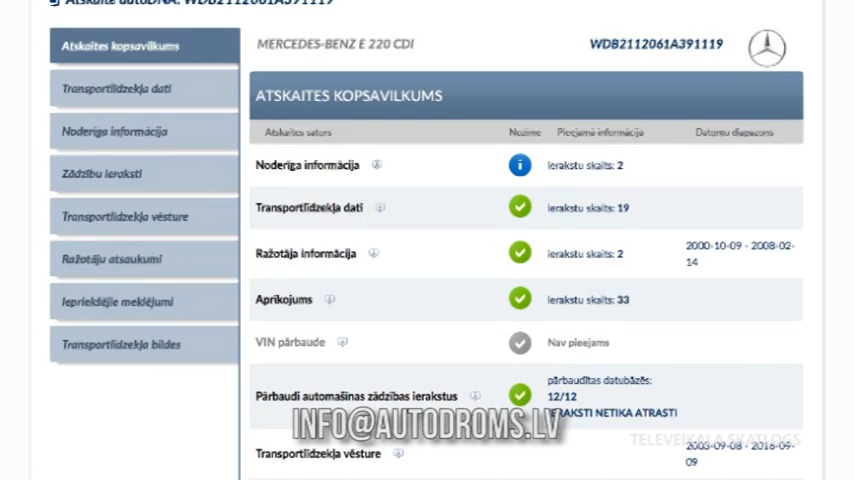 Atskaite autoDNA: WDB2112061A391119
Atskaites kopsavilkums
Transportlīdzekļa dati
Noderīga informācija
Zādzību ieraksti
Transportlīdzekļa vēsture
Ražotāju atsaukumi
Iepriekšējie meklējumi
Transportlīdzekļa bildes
MERCEDES-BENZ E 220 CDI
WDB2112061A391119
ATSKAITES KOPSAVILKUMS
Atskaites saturs Nozīme Pieejamā informācija Datumu diapazons
Noderīga informācija ierakstu skaits: 2
Transportlīdzekļa dati ierakstu skaits: 19
Ražotāja informācija ierakstu skaits: 2 2000-10-09 - 2008-02-
14
Aprīkojums ierakstu skaits: 33
VIN pārbaude Nav pieejams
Pārbaudi automašīnas zādzības ierakstus pārbaudītas datubāzēs:
12/12
IERAKSTI NETIKA ATRASTI
INFO@AUTODROMS.LV
TELEVEIKALA SKATLOGS
Transportlīdzekļa vēsture 2003-09-08 - 2016-09-
09